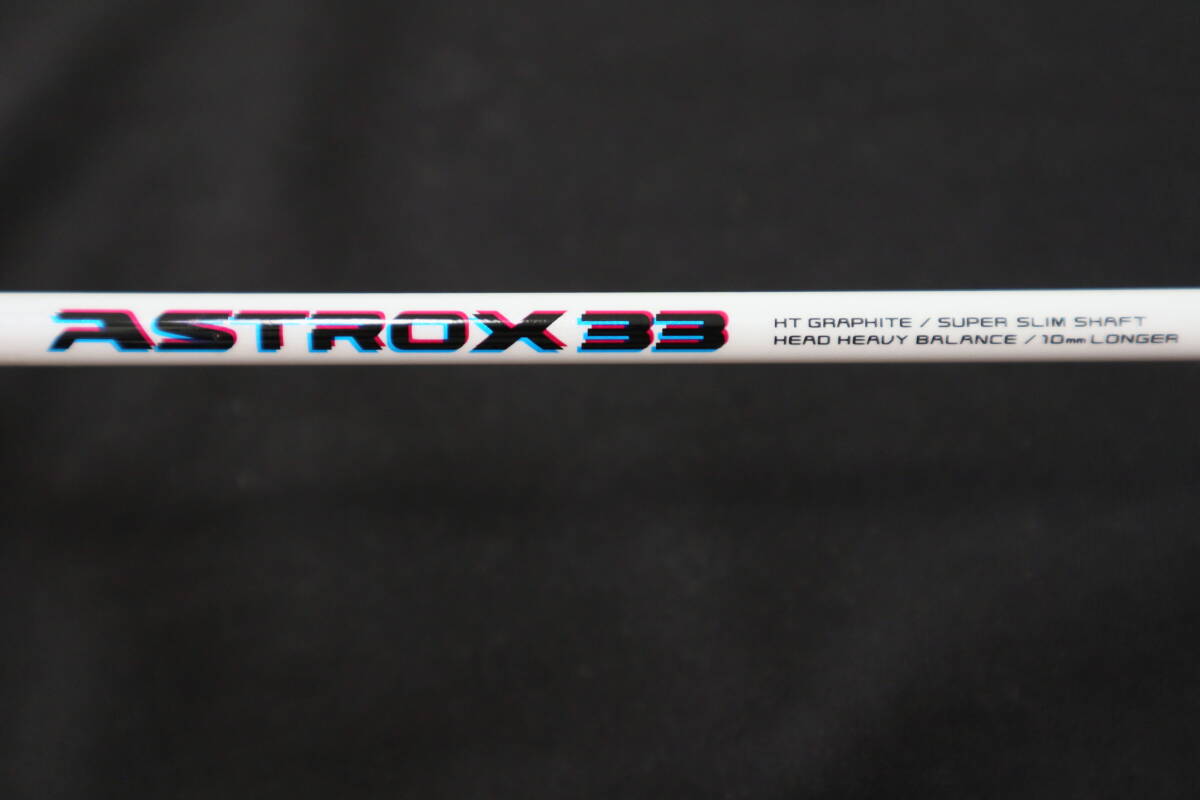 ASTROX 33
HT GRAPHITE / SUPER SLIM SHAFT
HEAD HEAVY BALANCE / 10mm LONGER